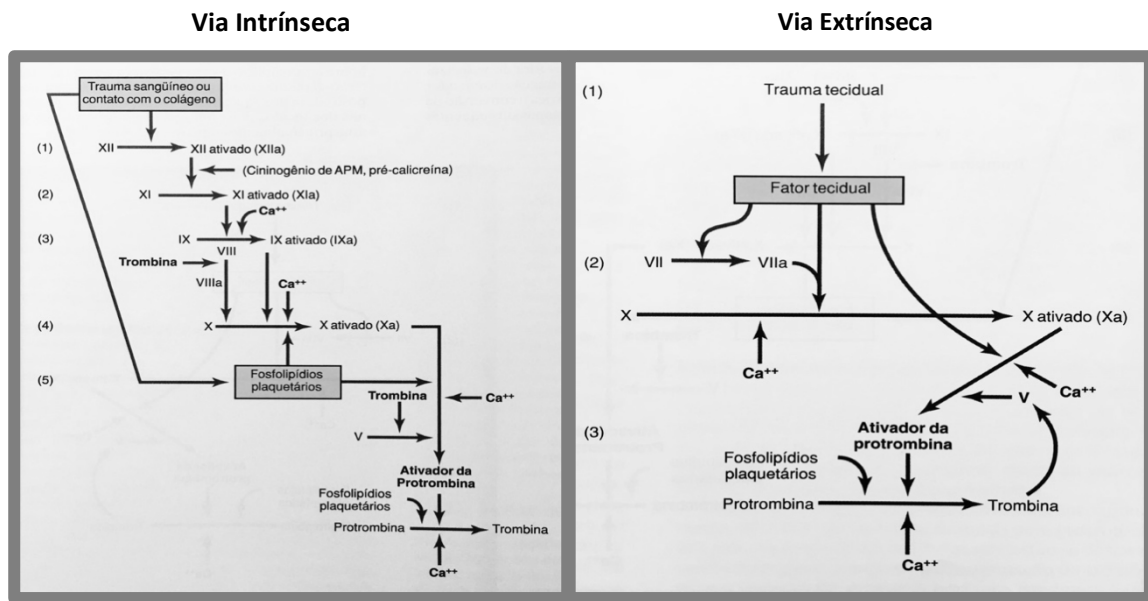 Via Intrínseca
Trauma sangüíneo ou
contato com o colágeno
(1)
XII
XII ativado (XIIa)
(Cininogênio de APM, pré-calicreína)
(2)
XI
XI ativado (XIa)
Ca++
(3)
IX
IX ativado (IXa)
VIII
Trombina
VIIIa
Ca++
(4)
X
X ativado (Xa)
(5)
Fosfolipídios
plaquetários
Trombina
Ca++
V
Ativador da
Protrombina
Fosfolipídios
plaquetários
Protrombina
Trombina
Ca++
Via Extrínseca
(1)
Trauma tecidual
Fator tecidual
(2)
VII
VIIa
X
X ativado (Xa)
Ca++
Ca++
V
(3)
Ativador da
protrombina
Fosfolipídios
plaquetários
Protrombina
Trombina
Ca++